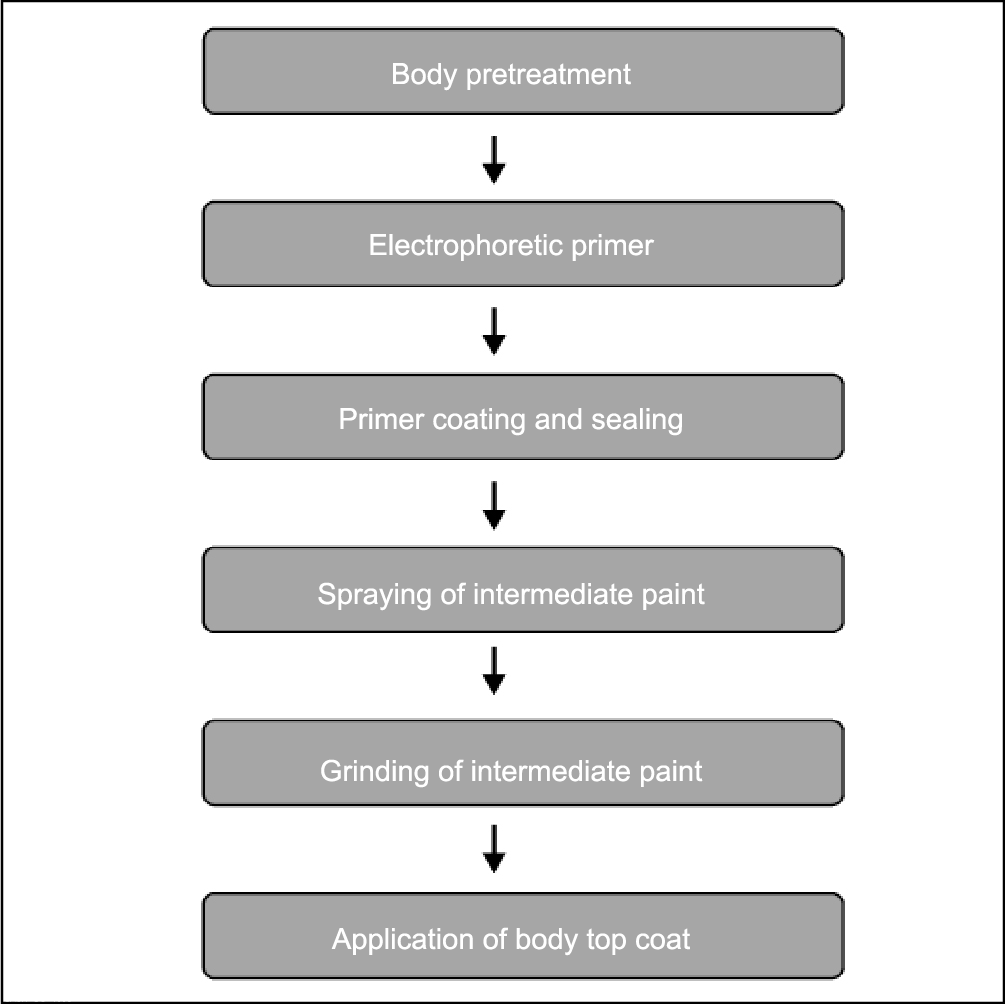 Body pretreatment
Electrophoretic primer
Primer coating and sealing
Spraying of intermediate paint
Grinding of intermediate paint
Application of body top coat